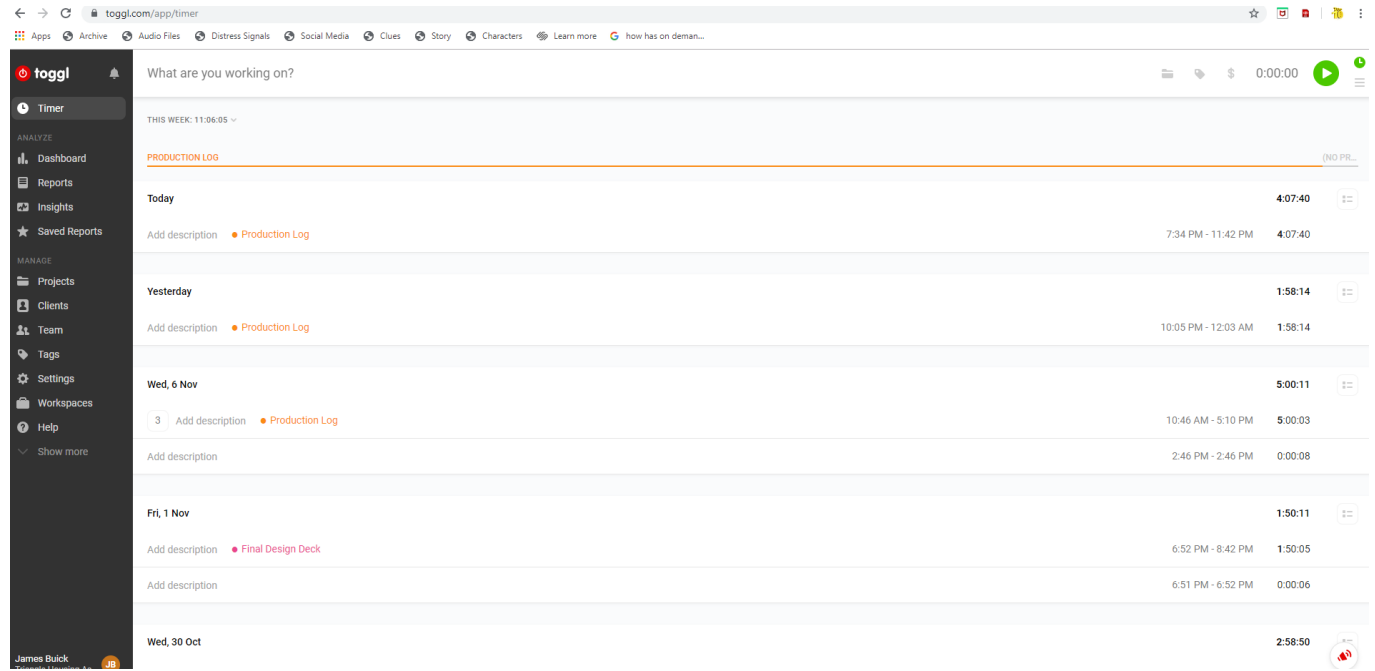 toggl.com/app/timer
Apps Archive Audio Files Distress Signals Social Media Clues Story Characters Learn more how has on deman...
toggl
What are you working on?
$ 0:00:00
Timer
THIS WEEK: 11:06:05
ANALYZE
Dashboard
Reports
Insights
Saved Reports
MANAGE
Projects
Clients
Team
Tags
Settings
Workspaces
Help
Show more
James Buick
JB
PRODUCTION LOG (NO PR...
Today 4:07:40
Add description Production Log 7:34 PM - 11:42 PM 4:07:40
Yesterday 1:58:14
Add description Production Log 10:05 PM - 12:03 AM 1:58:14
Wed, 6 Nov 5:00:11
3 Add description Production Log 10:46 AM - 5:10 PM 5:00:03
Add description 2:46 PM - 2:46 PM 0:00:08
Fri, 1 Nov 1:50:11
Add description Final Design Deck 6:52 PM - 8:42 PM 1:50:05
Add description 6:51 PM - 6:52 PM 0:00:06
Wed, 30 Oct 2:58:50